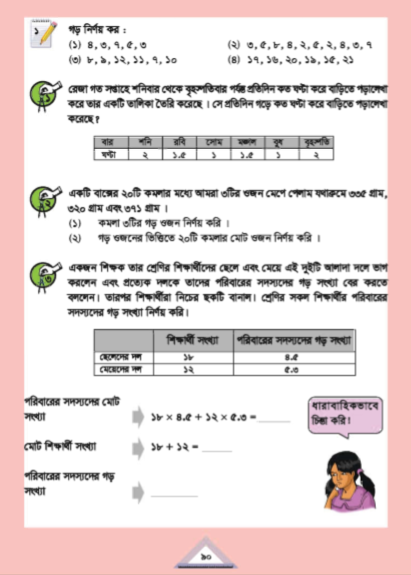 ১ গড় নির্ণয় কর :
(১) ৪, ৩, ৭, ৫, ৩ (২) ৩, ৫, ৮, ৪, ২, ৫, ২, ৪, ৩, ৭
(৩) ৮, ৯, ১২, ১১, ৭, ১০ (৪) ১৭, ১৬, ২০, ১৯, ১৫, ২১
রেজা গত সপ্তাহে শনিবার থেকে বৃহস্পতিবার পর্যন্ত প্রতিদিন কত ঘণ্টা করে বাড়িতে পড়ালেখা
করে তার একটি তালিকা তৈরি করেছে । সে প্রতিদিন গড়ে কত ঘণ্টা করে বাড়িতে পড়ালেখা
করেছে ?
বার শনি রবি সোম মঙ্গল বুধ বৃহস্পতি
ঘণ্টা ২ ১.৫ ১ ১.৫ ১ ২
একটি বাক্সের ২০টি কমলার মধ্যে আমরা ৩টির ওজন মেপে পেলাম যথাক্রমে ৩৩৫ গ্রাম,
৩২০ গ্রাম এবং ৩৭১ গ্রাম ।
(১) কমলা ৩টির গড় ওজন নির্ণয় করি ।
(২) গড় ওজনের ভিত্তিতে ২০টি কমলার মোট ওজন নির্ণয় করি ।
একজন শিক্ষক তার শ্রেণির শিক্ষার্থীদের ছেলে এবং মেয়ে এই দুইটি আলাদা দলে ভাগ
করলেন এবং প্রত্যেক দলকে তাদের পরিবারের সদস্যদের গড় সংখ্যা বের করতে
বললেন। তারপর শিক্ষার্থীরা নিচের ছকটি বানাল। শ্রেণির সকল শিক্ষার্থীর পরিবারের
সদস্যদের গড় সংখ্যা নির্ণয় করি।
শিক্ষার্থী সংখ্যা পরিবারের সদস্যদের গড় সংখ্যা
ছেলেদের দল ১৮ ৪.৫
মেয়েদের দল ১২ ৫.৩
পরিবারের সদস্যদের মোট
সংখ্যা ১৮ × ৪.৫ + ১২ × ৫.৩ = ______
মোট শিক্ষার্থী সংখ্যা ১৮ + ১২ = ______
পরিবারের সদস্যদের গড়
সংখ্যা ______
ধারাবাহিকভাবে
চিন্তা করি।
৯০